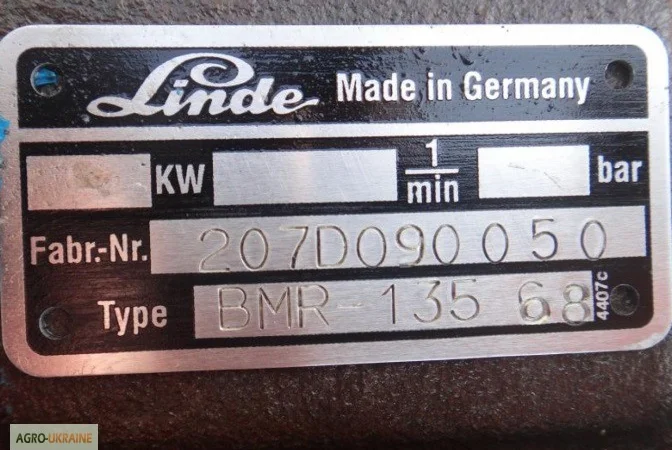 Linde Made in Germany
KW 1/min bar
Fabr.-Nr. 207D090050
Type BMR-135 68
4407c
AGRO-UKRAINE